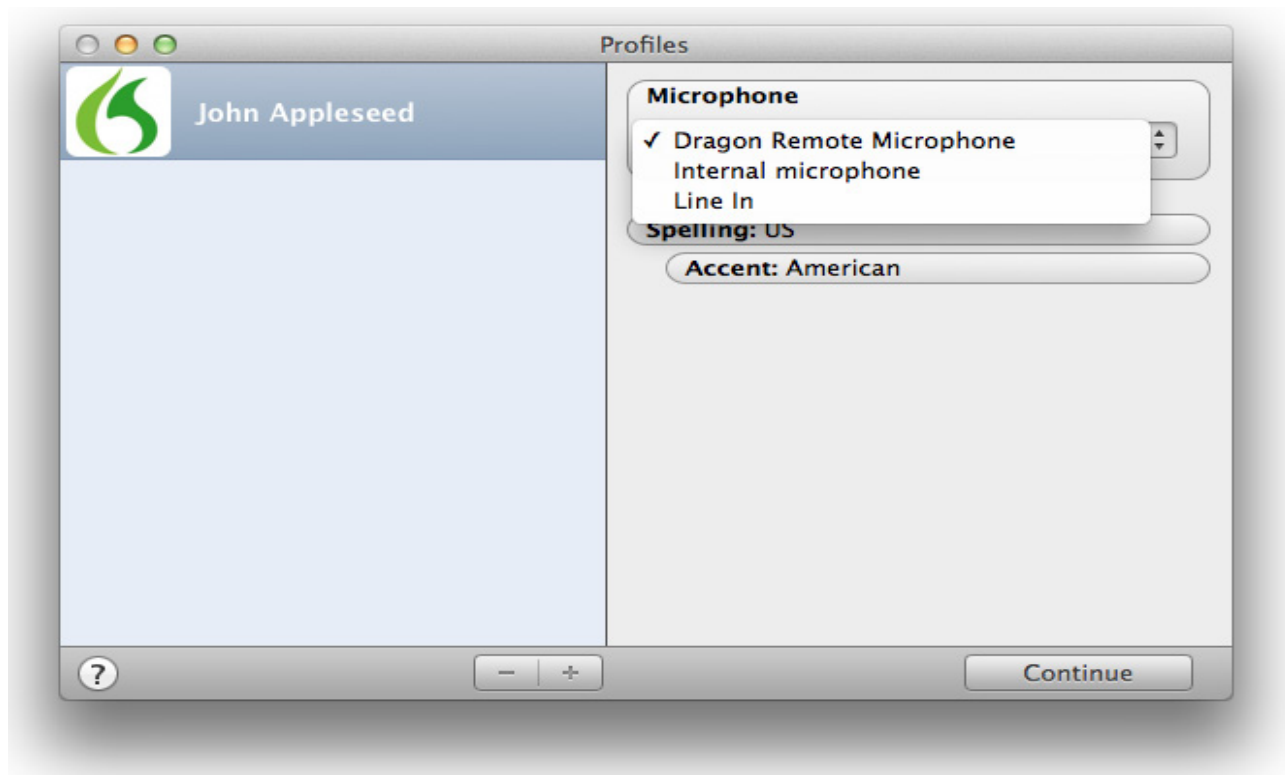 Profiles
John Appleseed
Microphone
✓ Dragon Remote Microphone
Internal microphone
Line In
Spelling: US
Accent: American
?
− +
Continue